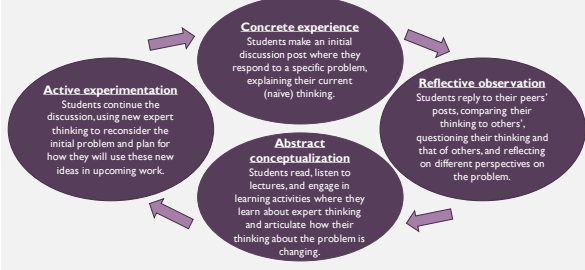 Concrete experience
Students make an initial
discussion post where they
respond to a specific problem,
explaining their current
(naïve) thinking.
Reflective observation
Students reply to their peers'
posts, comparing their
thinking to others',
questioning their thinking and
that of others, and reflecting
on different perspectives on
the problem.
Abstract
conceptualization
Students read, listen to
lectures, and engage in
learning activities where they
learn about expert thinking
and articulate how their
thinking about the problem is
changing.
Active experimentation
Students continue the
discussion, using new expert
thinking to reconsider the
initial problem and plan for
how they will use these new
ideas in upcoming work.